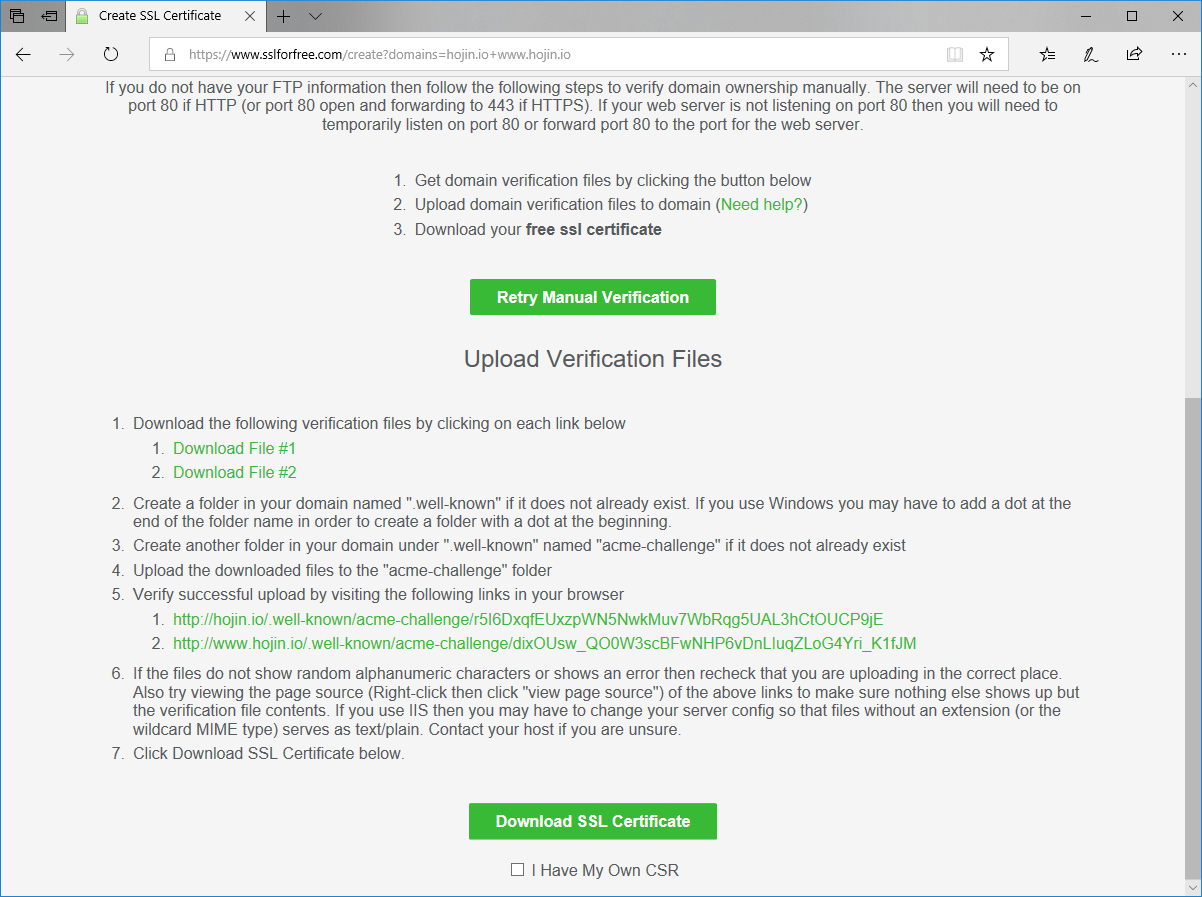 Create SSL Certificate
https://www.sslforfree.com/create?domains=hojin.io+www.hojin.io
If you do not have your FTP information then follow the following steps to verify domain ownership manually. The server will need to be on
port 80 if HTTP (or port 80 open and forwarding to 443 if HTTPS). If your web server is not listening on port 80 then you will need to
temporarily listen on port 80 or forward port 80 to the port for the web server.
1. Get domain verification files by clicking the button below
2. Upload domain verification files to domain (Need help?)
3. Download your free ssl certificate
Retry Manual Verification
Upload Verification Files
1. Download the following verification files by clicking on each link below
1. Download File #1
2. Download File #2
2. Create a folder in your domain named ".well-known" if it does not already exist. If you use Windows you may have to add a dot at the
end of the folder name in order to create a folder with a dot at the beginning.
3. Create another folder in your domain under ".well-known" named "acme-challenge" if it does not already exist
4. Upload the downloaded files to the "acme-challenge" folder
5. Verify successful upload by visiting the following links in your browser
1. http://hojin.io/.well-known/acme-challenge/r5I6DxqfEUxzpWN5NwkMuv7WbRqg5UAL3hCtOUCP9jE
2. http://www.hojin.io/.well-known/acme-challenge/dixOUsw_QO0W3scBFwNHP6vDnLIuqZLoG4Yri_K1fJM
6. If the files do not show random alphanumeric characters or shows an error then recheck that you are uploading in the correct place.
Also try viewing the page source (Right-click then click "view page source") of the above links to make sure nothing else shows up but
the verification file contents. If you use IIS then you may have to change your server config so that files without an extension (or the
wildcard MIME type) serves as text/plain. Contact your host if you are unsure.
7. Click Download SSL Certificate below.
Download SSL Certificate
I Have My Own CSR